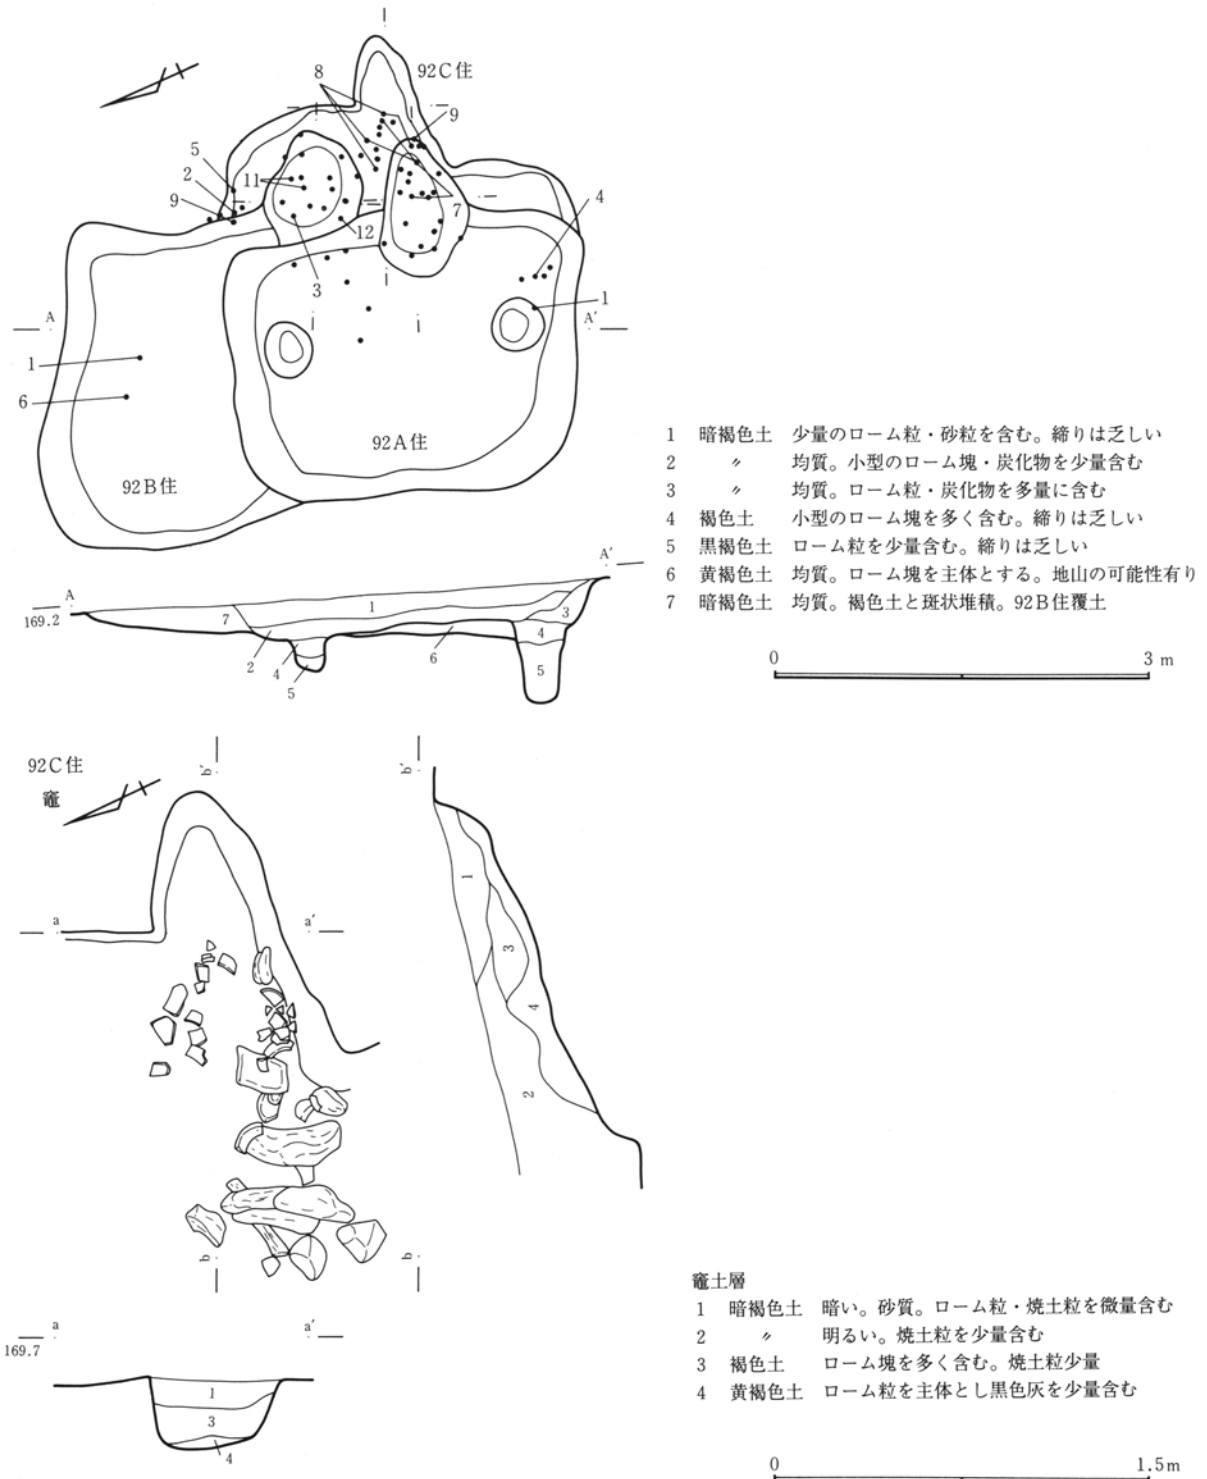 92C住
8
9
5
2
11
9
4
7
12
3
1
A
A′
1
6
92A住
92B住
1 暗褐色土 少量のローム粒・砂粒を含む。締りは乏しい
2 〃 均質。小型のローム塊・炭化物を少量含む
3 〃 均質。ローム粒・炭化物を多量に含む
4 褐色土 小型のローム塊を多く含む。締りは乏しい
5 黒褐色土 ローム粒を少量含む。締りは乏しい
6 黄褐色土 均質。ローム塊を主体とする。地山の可能性有り
7 暗褐色土 均質。褐色土と斑状堆積。92B住覆土
A
A′
169.2
7
1
3
2
4
5
6
4
5
0 3 m
92C住
竈
b′
b′
a
a′
1
3
4
2
b
b
竈土層
1 暗褐色土 暗い。砂質。ローム粒・焼土粒を微量含む
2 〃 明るい。焼土粒を少量含む
3 褐色土 ローム塊を多く含む。焼土粒少量
4 黄褐色土 ローム粒を主体とし黒色灰を少量含む
a
a′
169.7
1
3
4
0 1.5m